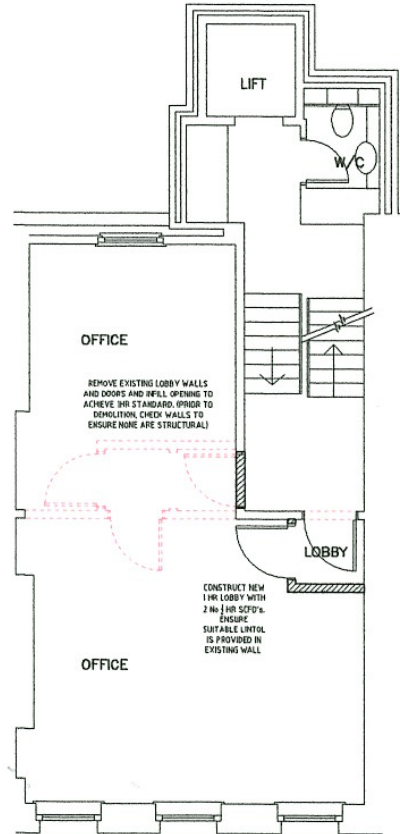 LIFT
W/C
OFFICE
REMOVE EXISTING LOBBY WALLS
AND DOORS AND INFILL OPENING TO
ACHIEVE 1HR STANDARD. (PRIOR TO
DEMOLITION, CHECK WALLS TO
ENSURE NONE ARE STRUCTURAL)
LOBBY
CONSTRUCT NEW
1 HR LOBBY WITH
2 No ½ HR SCFD's.
ENSURE
SUITABLE LINTOL
IS PROVIDED IN
EXISTING WALL
OFFICE